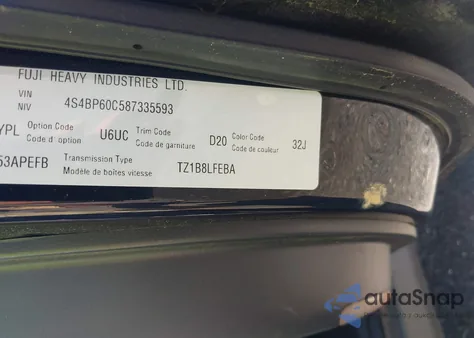 FUJI HEAVY INDUSTRIES LTD.
VIN
NIV 4S4BP60C587335593
YPL Option Code U6UC Trim Code D20 Color Code 32J
Code d' option Code de garniture Code de couleur
53APEFB Transmission Type TZ1B8LFEBA
Modèle de boîtes vitesse
autaSnap